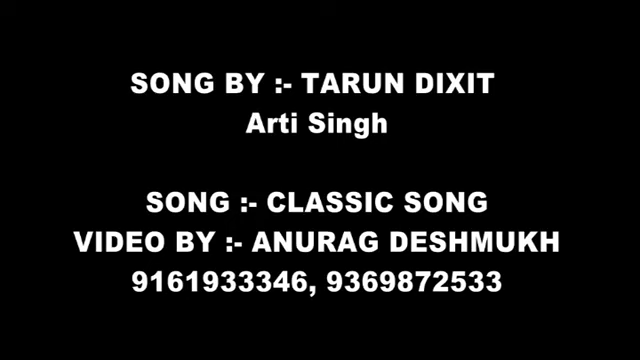 SONG BY :- TARUN DIXIT
Arti Singh
SONG :- CLASSIC SONG
VIDEO BY :- ANURAG DESHMUKH
9161933346, 9369872533